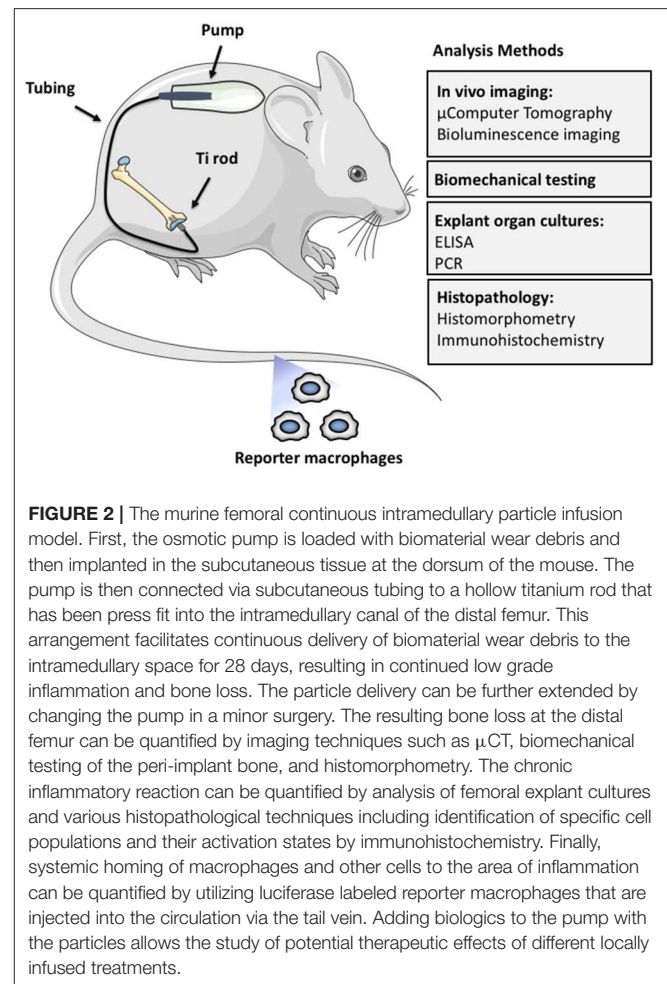 Pump
Tubing
Ti rod
Reporter macrophages
Analysis Methods
In vivo imaging:
µComputer Tomography
Bioluminescence imaging
Biomechanical testing
Explant organ cultures:
ELISA
PCR
Histopathology:
Histomorphometry
Immunohistochemistry
FIGURE 2 | The murine femoral continuous intramedullary particle infusion
model. First, the osmotic pump is loaded with biomaterial wear debris and
then implanted in the subcutaneous tissue at the dorsum of the mouse. The
pump is then connected via subcutaneous tubing to a hollow titanium rod that
has been press fit into the intramedullary canal of the distal femur. This
arrangement facilitates continuous delivery of biomaterial wear debris to the
intramedullary space for 28 days, resulting in continued low grade
inflammation and bone loss. The particle delivery can be further extended by
changing the pump in a minor surgery. The resulting bone loss at the distal
femur can be quantified by imaging techniques such as µCT, biomechanical
testing of the peri-implant bone, and histomorphometry. The chronic
inflammatory reaction can be quantified by analysis of femoral explant cultures
and various histopathological techniques including identification of specific cell
populations and their activation states by immunohistochemistry. Finally,
systemic homing of macrophages and other cells to the area of inflammation
can be quantified by utilizing luciferase labeled reporter macrophages that are
injected into the circulation via the tail vein. Adding biologics to the pump with
the particles allows the study of potential therapeutic effects of different locally
infused treatments.